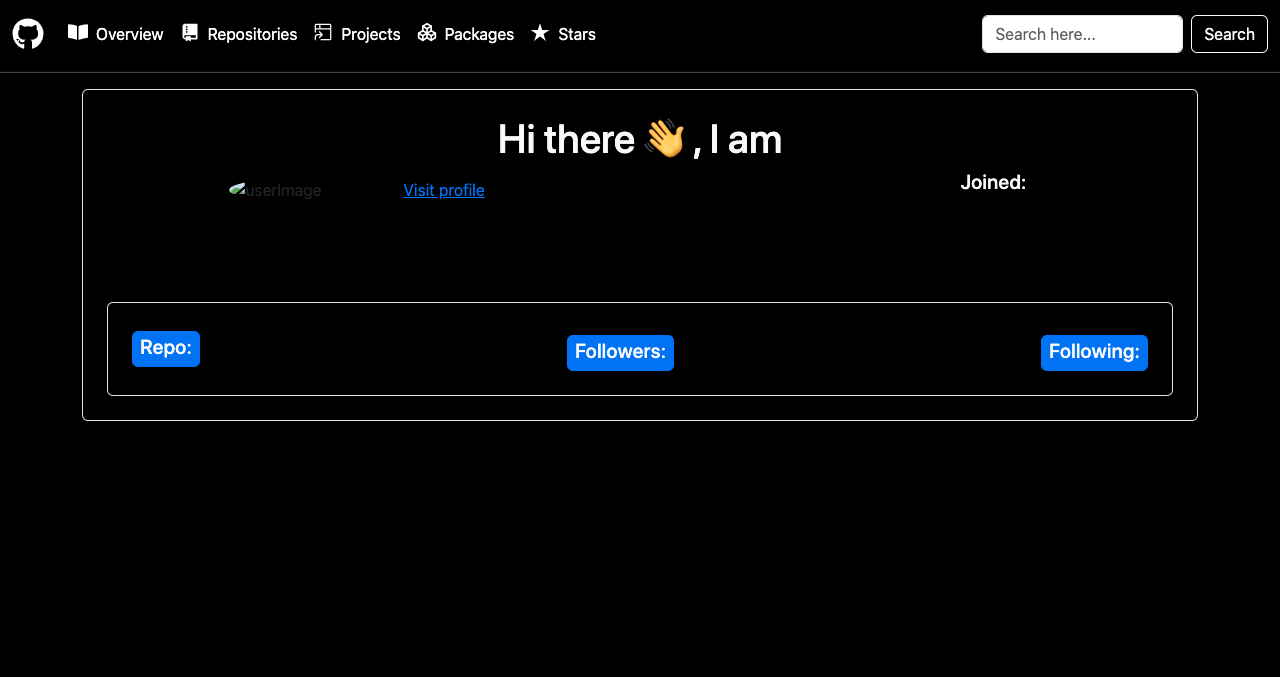 Overview Repositories Projects Packages Stars Search here... Search
Hi there 👋 , I am
userImage Visit profile Joined:
Repo: Followers: Following: